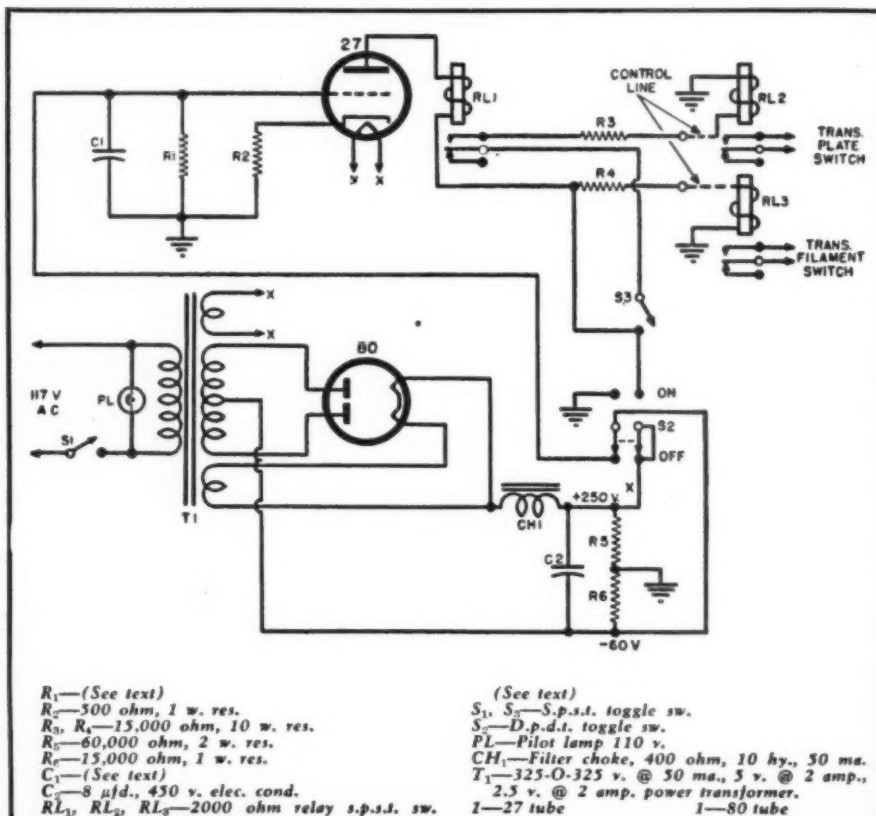 27
RL1
CONTROL
LINE
RL2
C1
R1
R2
R3
TRANS.
PLATE
SWITCH
X X
R4
RL3
TRANS.
FILAMENT
SWITCH
S3
X
X
80
117 V
A C
PL
S1
ON
S2
OFF
X
+250 V.
T1
CH1
R5
C2
R6
-60 V
R₁—(See text)
R₂—500 ohm, 1 w. res.
R₃, R₄—15,000 ohm, 10 w. res.
R₅—60,000 ohm, 2 w. res.
R₆—15,000 ohm, 1 w. res.
C₁—(See text)
C₂—8 µfd., 450 v. elec. cond.
RL₁, RL₂, RL₃—2000 ohm relay s.p.s.t. sw.
(See text)
S₁, S₃—S.p.s.t. toggle sw.
S₂—D.p.d.t. toggle sw.
PL—Pilot lamp 110 v.
CH₁—Filter choke, 400 ohm, 10 hy., 50 ma.
T₁—325-O-325 v. @ 50 ma., 5 v. @ 2 amp.,
2.5 v. @ 2 amp. power transformer.
1—27 tube 1—80 tube